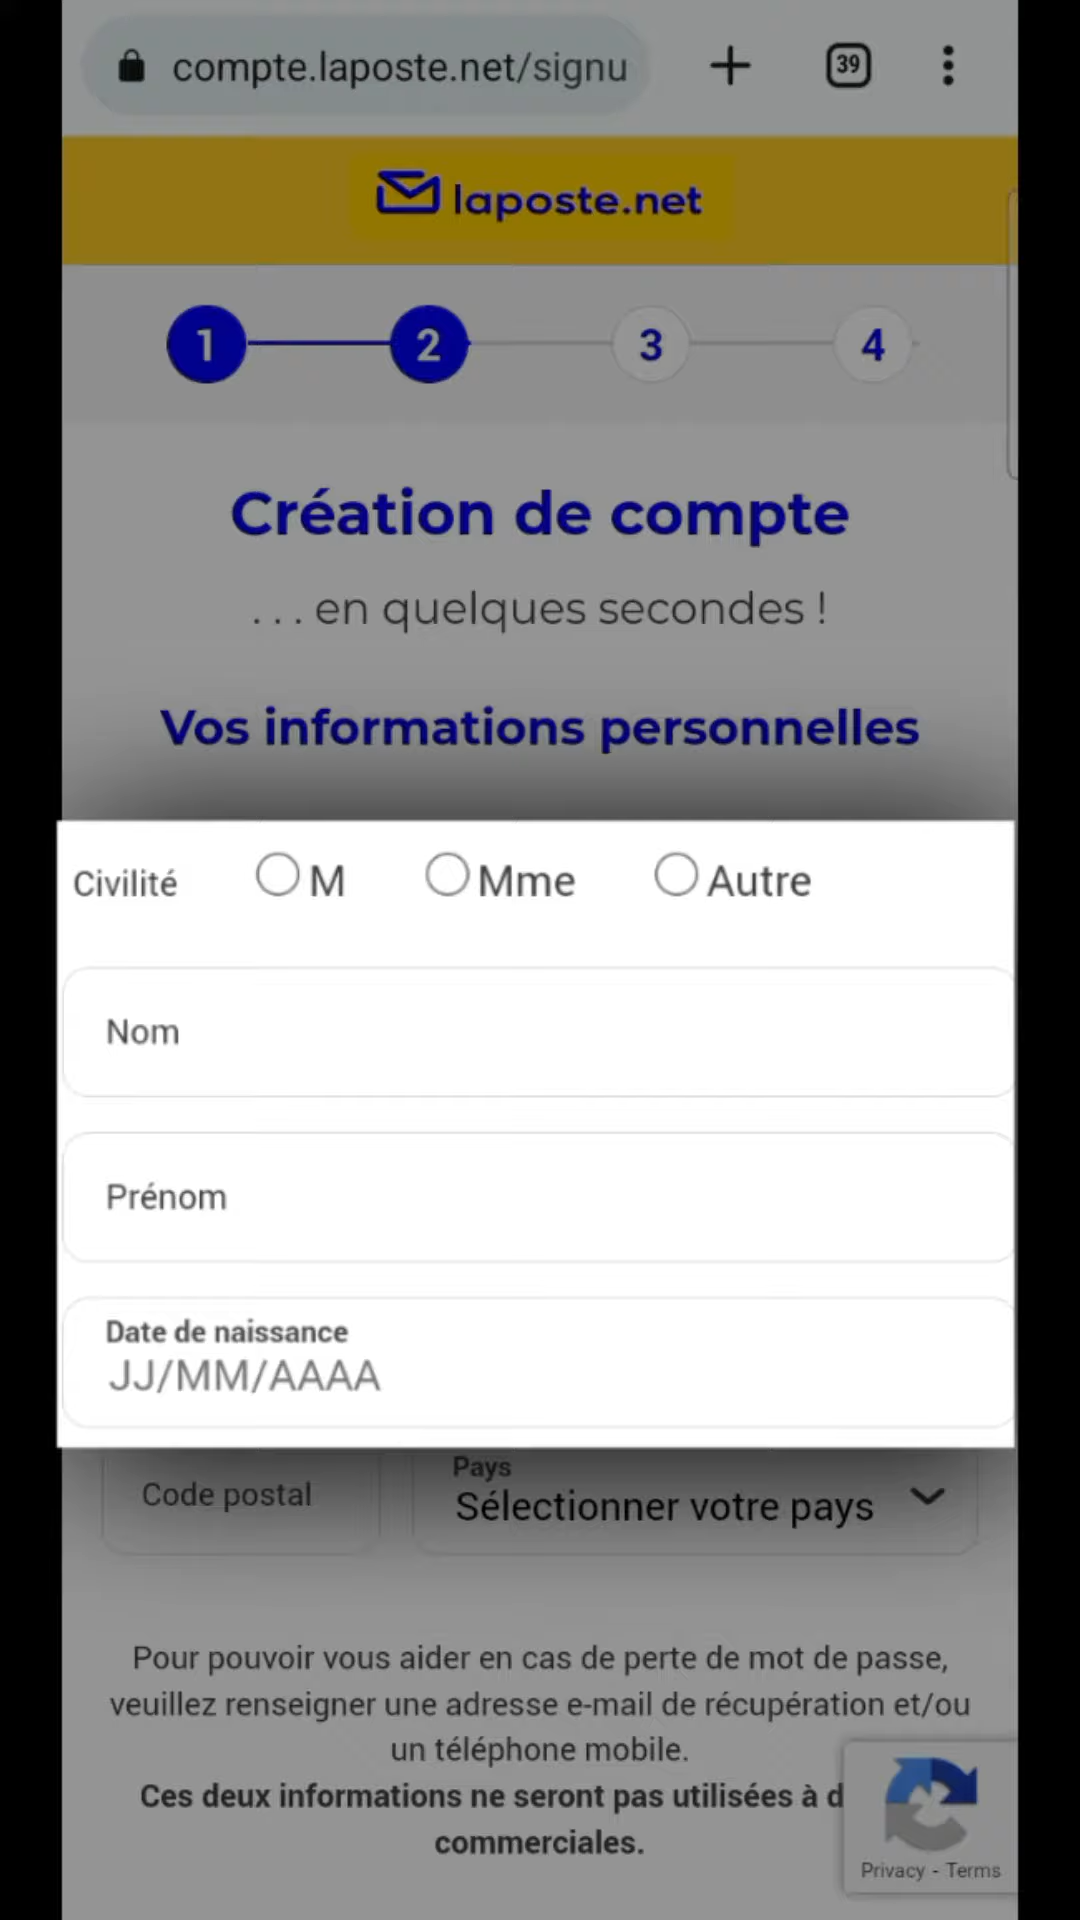 compte.laposte.net/signu
39
laposte.net
1 2 3 4
Création de compte
... en quelques secondes !
Vos informations personnelles
Civilité M Mme Autre
Nom
Prénom
Date de naissance
JJ/MM/AAAA
Code postal
Pays
Sélectionner votre pays
Pour pouvoir vous aider en cas de perte de mot de passe,
veuillez renseigner une adresse e-mail de récupération et/ou
un téléphone mobile.
Ces deux informations ne seront pas utilisées à d
commerciales.
Privacy - Terms